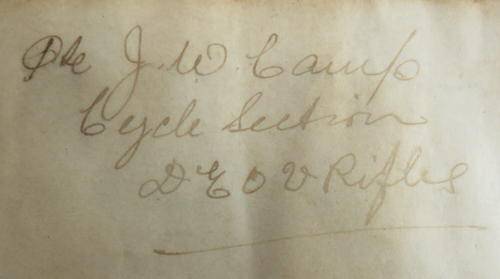 Pte J. W. Camp
Cycle Section
D E O V Rifles